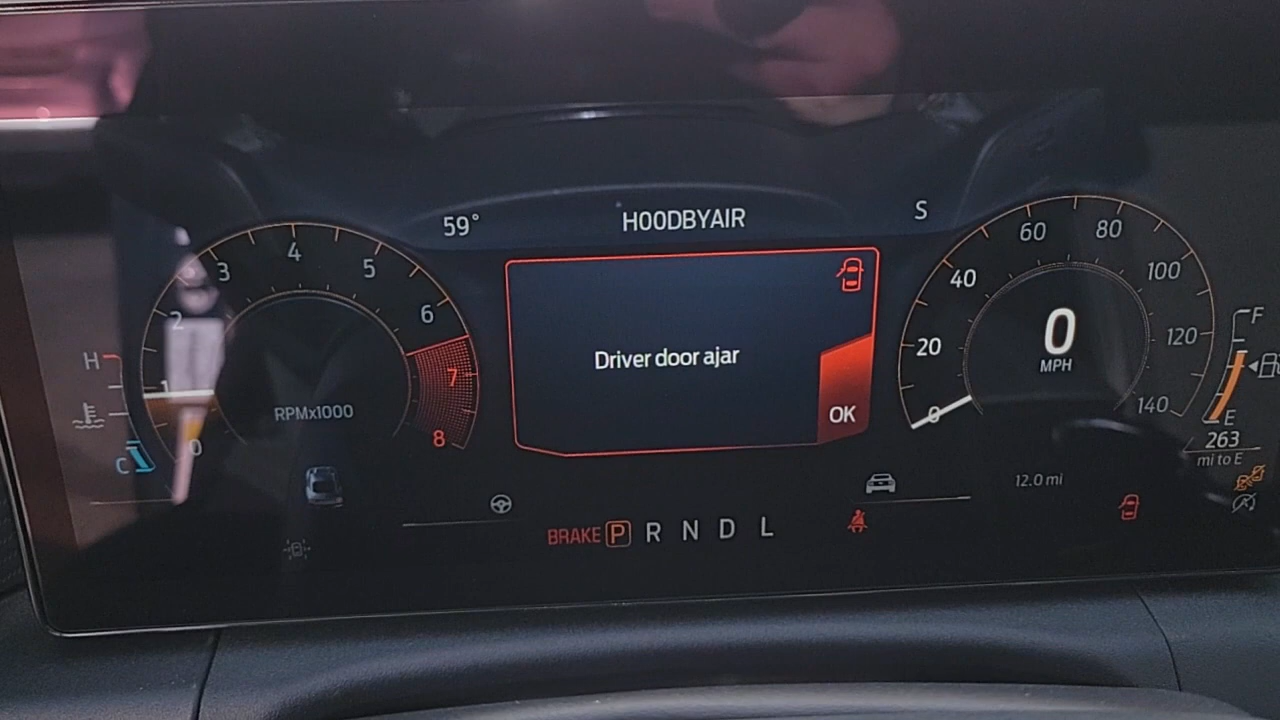 59° H00DBYAIR S
4
3 5
2 6
1 7
0 8
RPMx1000
H
C
Driver door ajar
OK
60 80
40 100
20 120
0 140
0
MPH
F
E
263
mi to E
12.0 mi
BRAKE P R N D L